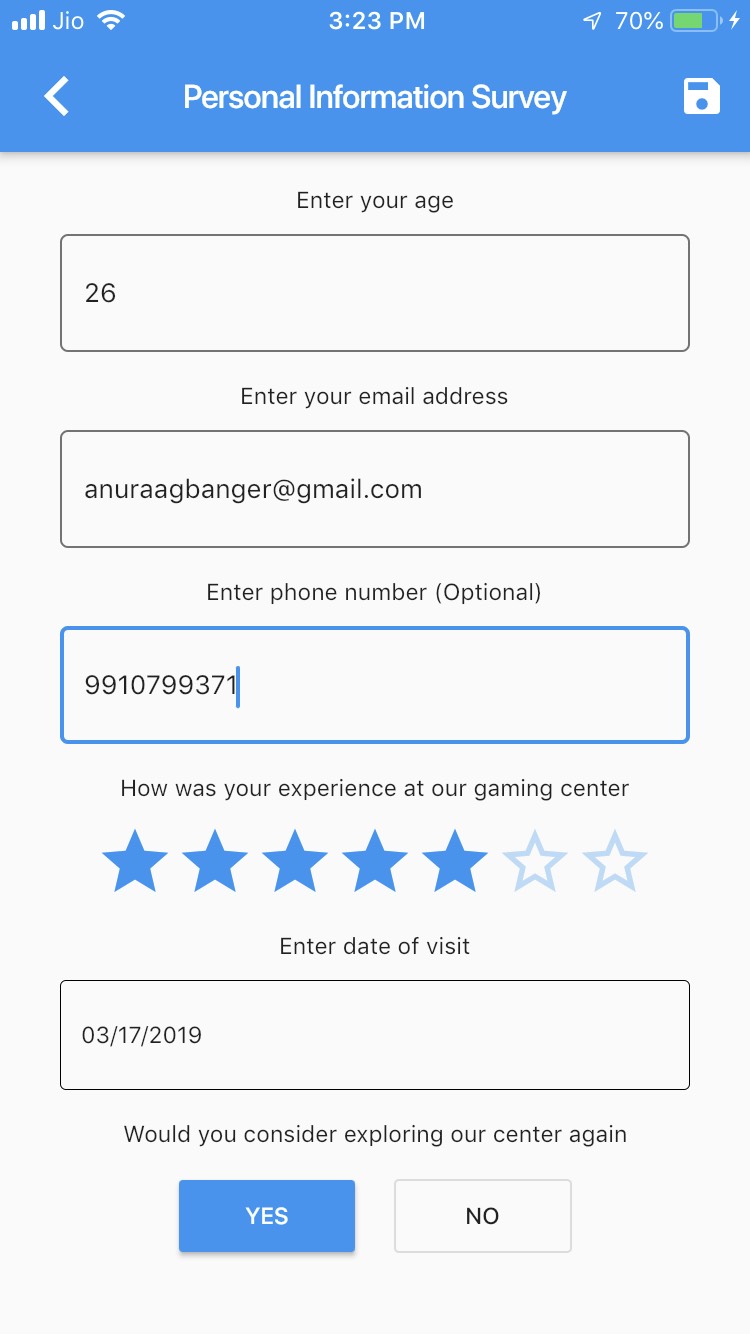 Jio 3:23 PM 70%
Personal Information Survey
Enter your age
26
Enter your email address
anuraagbanger@gmail.com
Enter phone number (Optional)
9910799371
How was your experience at our gaming center
Enter date of visit
03/17/2019
Would you consider exploring our center again
YES NO